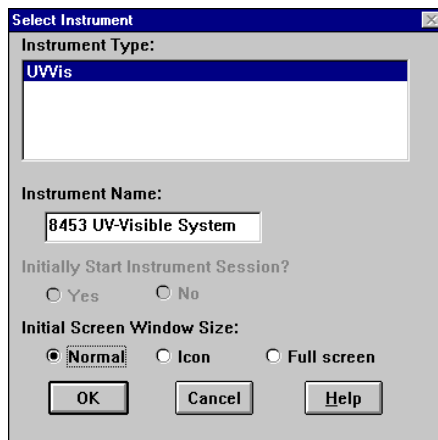 Select Instrument
Instrument Type:
UVVis
Instrument Name:
8453 UV-Visible System
Initially Start Instrument Session?
Yes No
Initial Screen Window Size:
Normal Icon Full screen
OK Cancel Help